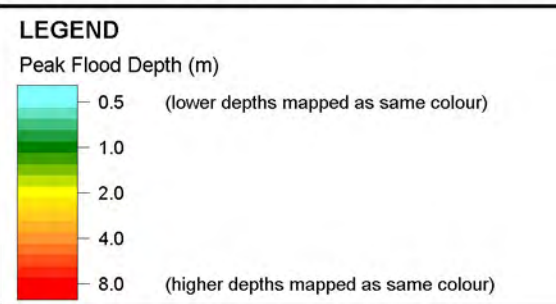 LEGEND
Peak Flood Depth (m)
0.5 (lower depths mapped as same colour)
1.0
2.0
4.0
8.0 (higher depths mapped as same colour)